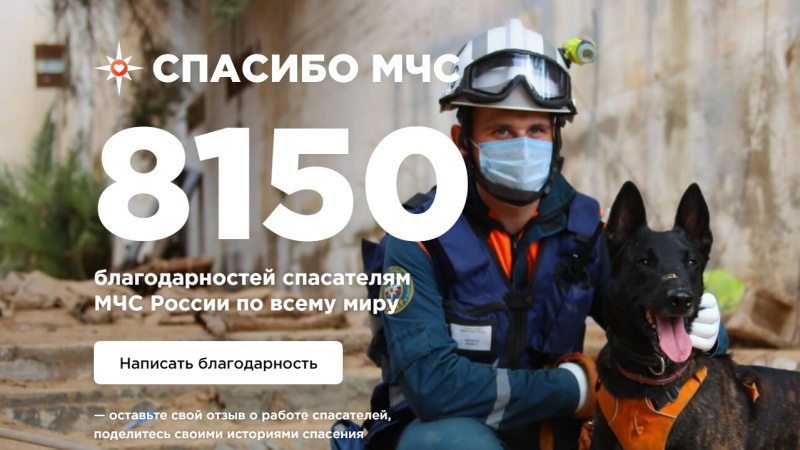 СПАСИБО МЧС
8150
благодарностей спасателям
МЧС России по всему миру
Написать благодарность
— оставьте свой отзыв о работе спасателей,
поделитесь своими историями спасения